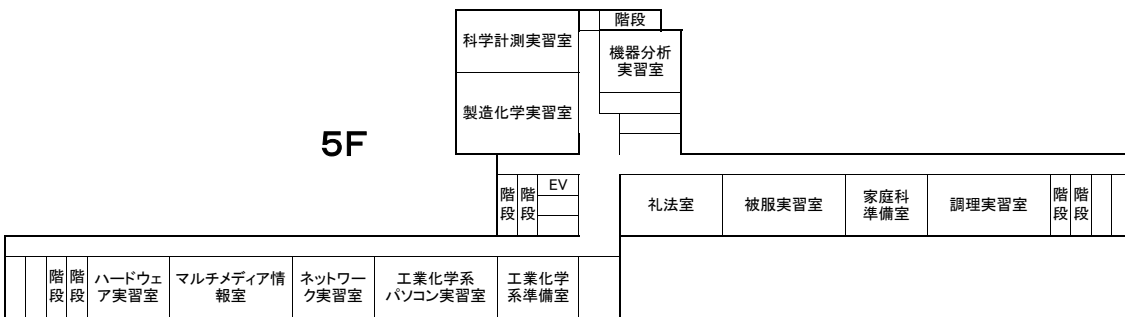 階段
科学計測実習室
機器分析
実習室
製造化学実習室
5F
階段
階段
EV
礼法室
被服実習室
家庭科
準備室
調理実習室
階段
階段
階段
階段
ハードウェ
ア実習室
マルチメディア情
報室
ネットワー
ク実習室
工業化学系
パソコン実習室
工業化学
系準備室